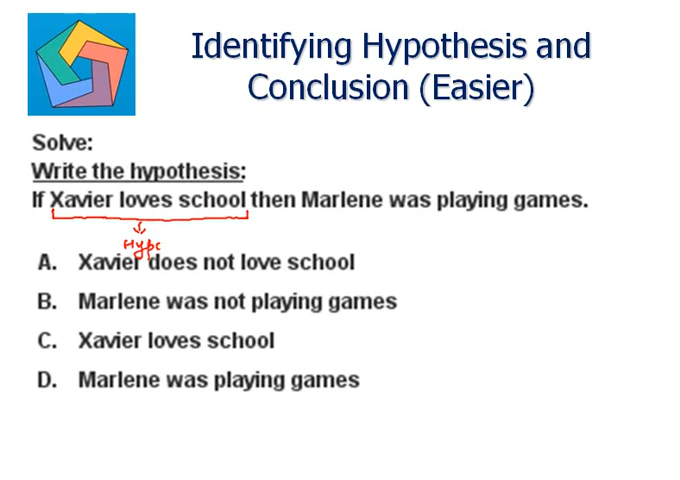 Identifying Hypothesis and
Conclusion (Easier)
Solve:
Write the hypothesis:
If Xavier loves school then Marlene was playing games.
Hypo
A. Xavier does not love school
B. Marlene was not playing games
C. Xavier loves school
D. Marlene was playing games